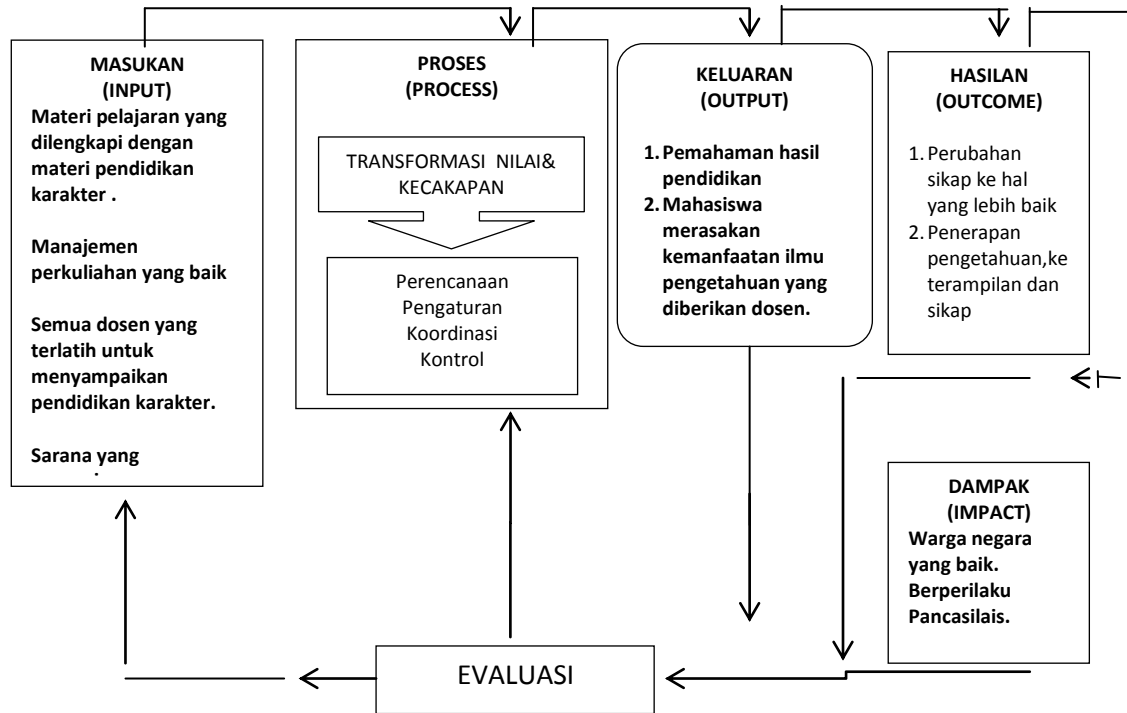 MASUKAN
(INPUT)
Materi pelajaran yang
dilengkapi dengan
materi pendidikan
karakter .
Manajemen
perkuliahan yang baik
Semua dosen yang
terlatih untuk
menyampaikan
pendidikan karakter.
Sarana yang
PROSES
(PROCESS)
TRANSFORMASI NILAI&
KECAKAPAN
Perencanaan
Pengaturan
Koordinasi
Kontrol
KELUARAN
(OUTPUT)
1. Pemahaman hasil
pendidikan
2. Mahasiswa
merasakan
kemanfaatan ilmu
pengetahuan yang
diberikan dosen.
HASILAN
(OUTCOME)
1. Perubahan
sikap ke hal
yang lebih baik
2. Penerapan
pengetahuan,ke
terampilan dan
sikap
DAMPAK
(IMPACT)
Warga negara
yang baik.
Berperilaku
Pancasilais.
EVALUASI